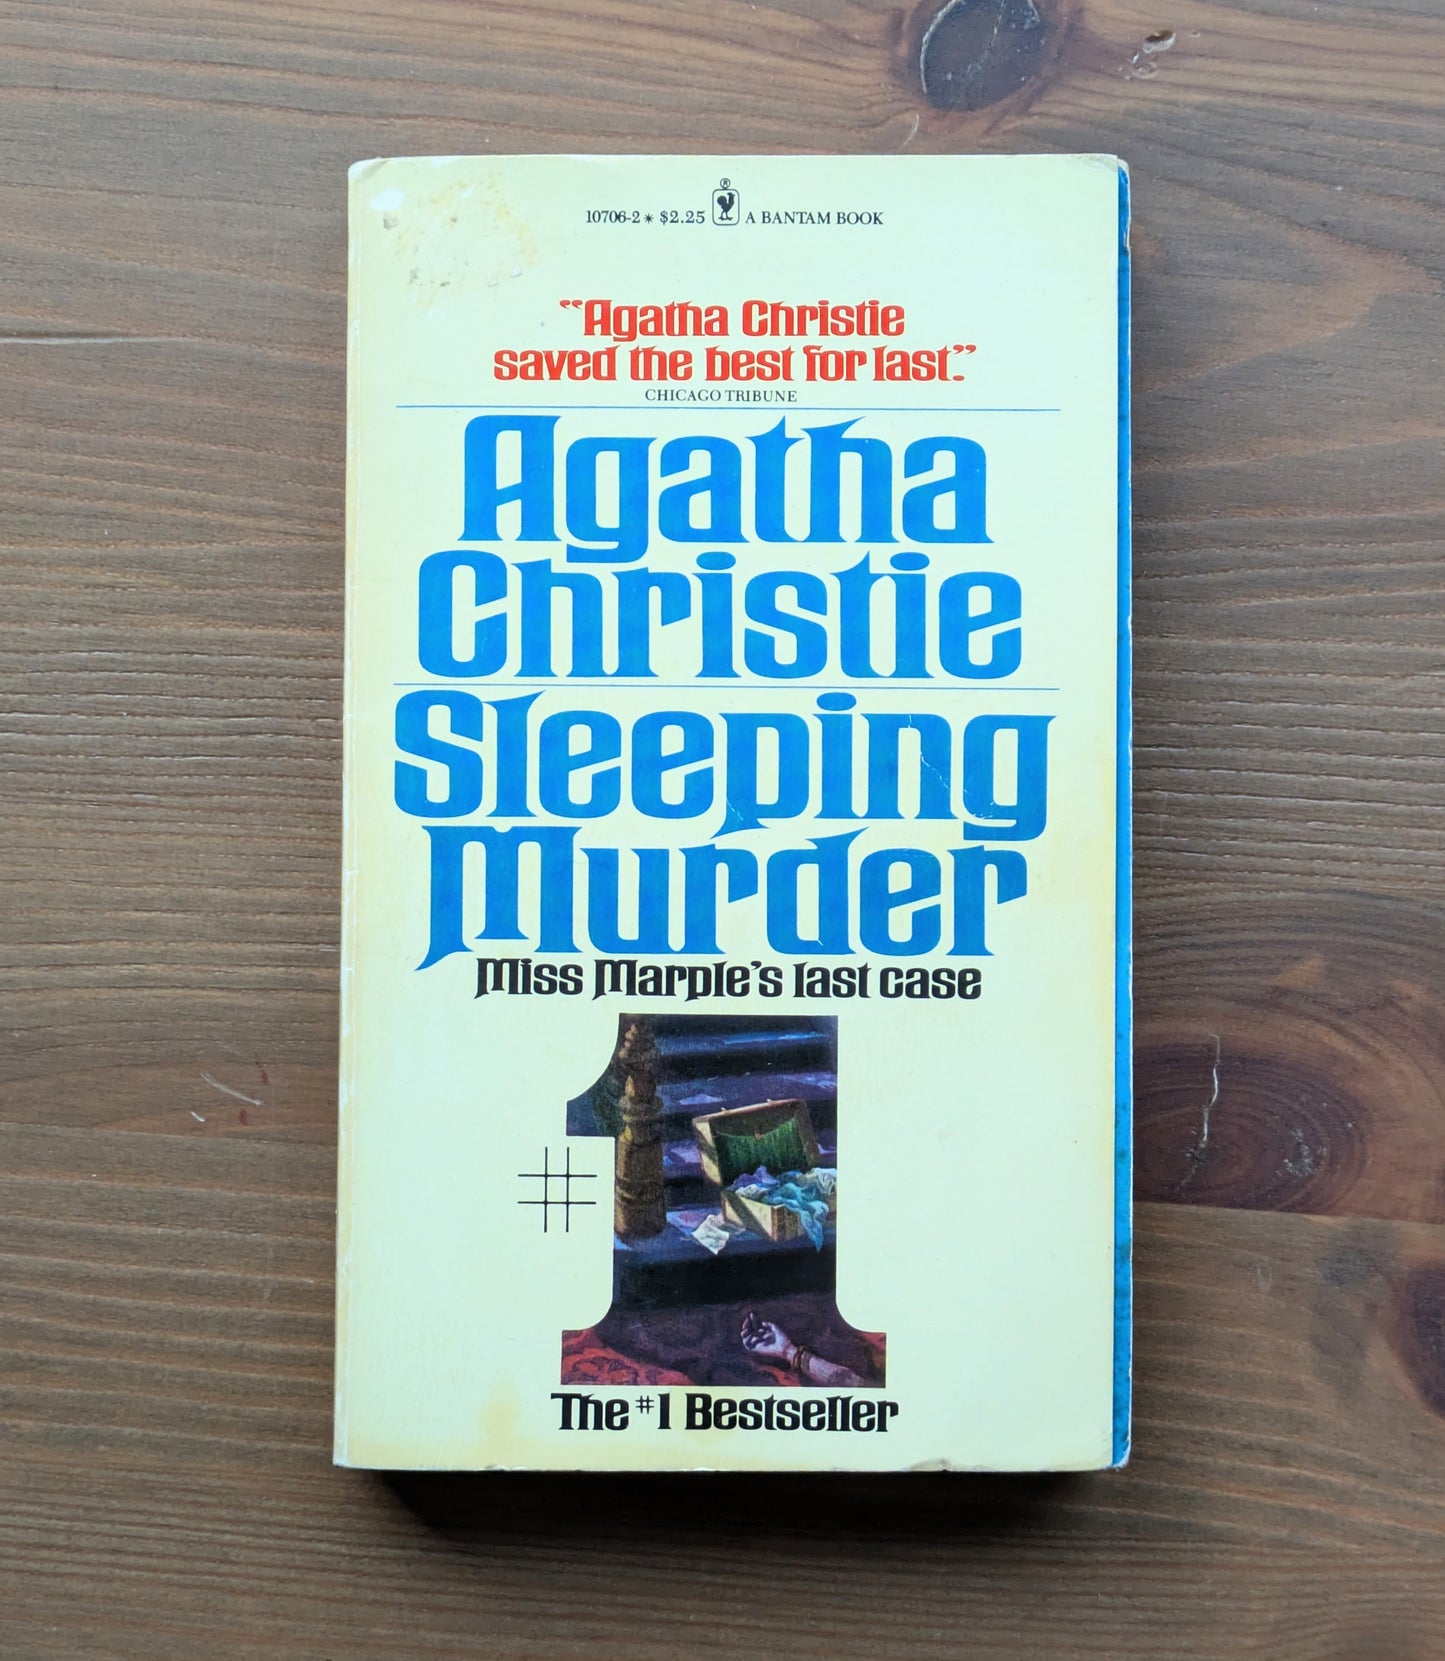 10706-2 * $2.25 ® A BANTAM BOOK
“Agatha Christie
saved the best for last.”
CHICAGO TRIBUNE
Agatha
Christie
Sleeping
Murder
Miss Marple’s last case
#1
The #1 Bestseller